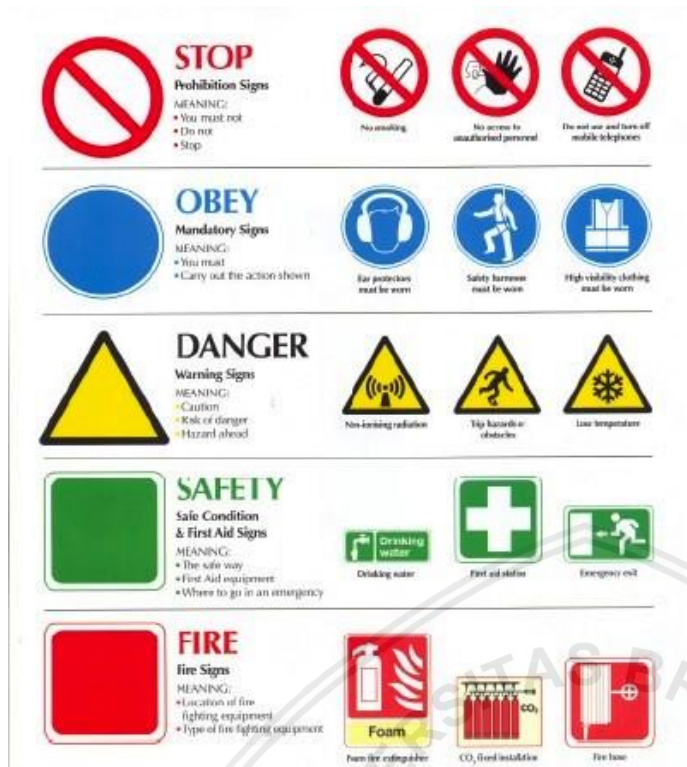 STOP
Prohibition Signs
MEANING:
• You must not
• Do not
• Stop
No smoking
No access to
unauthorised personnel
Do not use and turn off
mobile telephones
OBEY
Mandatory Signs
MEANING:
• You must
• Carry out the action shown
Ear protectors
must be worn
Safety harness
must be worn
High visibility clothing
must be worn
DANGER
Warning Signs
MEANING:
• Caution
• Risk of danger
• Hazard ahead
Non-ionising radiation
Trip hazards or
obstacles
Low temperature
SAFETY
Safe Condition
& First Aid Signs
MEANING:
• The safe way
• First Aid equipment
• Where to go in an emergency
Drinking
water
Drinking water
First aid station
Emergency exit
FIRE
Fire Signs
MEANING:
• Location of fire
fighting equipment
• Type of fire fighting equipment
Foam
Foam fire extinguisher
CO₂
CO₂ fixed installation
Fire hose
ERSITAS BR